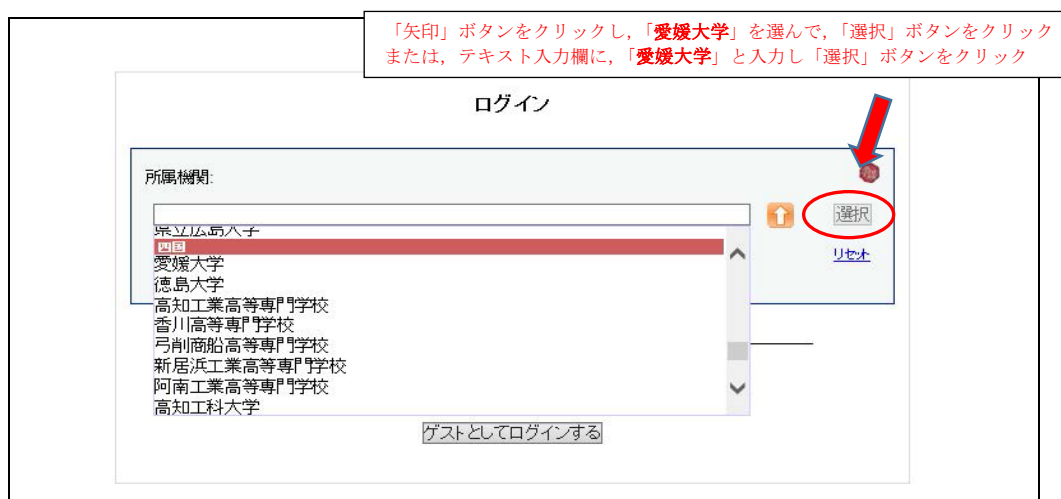 「矢印」ボタンをクリックし,「愛媛大学」を選んで,「選択」ボタンをクリック
または, テキスト入力欄に,「愛媛大学」と入力し「選択」ボタンをクリック
ログイン
所属機関:
選択
県立広島大学
四国
リセット
愛媛大学
徳島大学
高知工業高等専門学校
香川高等専門学校
弓削商船高等専門学校
新居浜工業高等専門学校
阿南工業高等専門学校
高知工科大学
ゲストとしてログインする